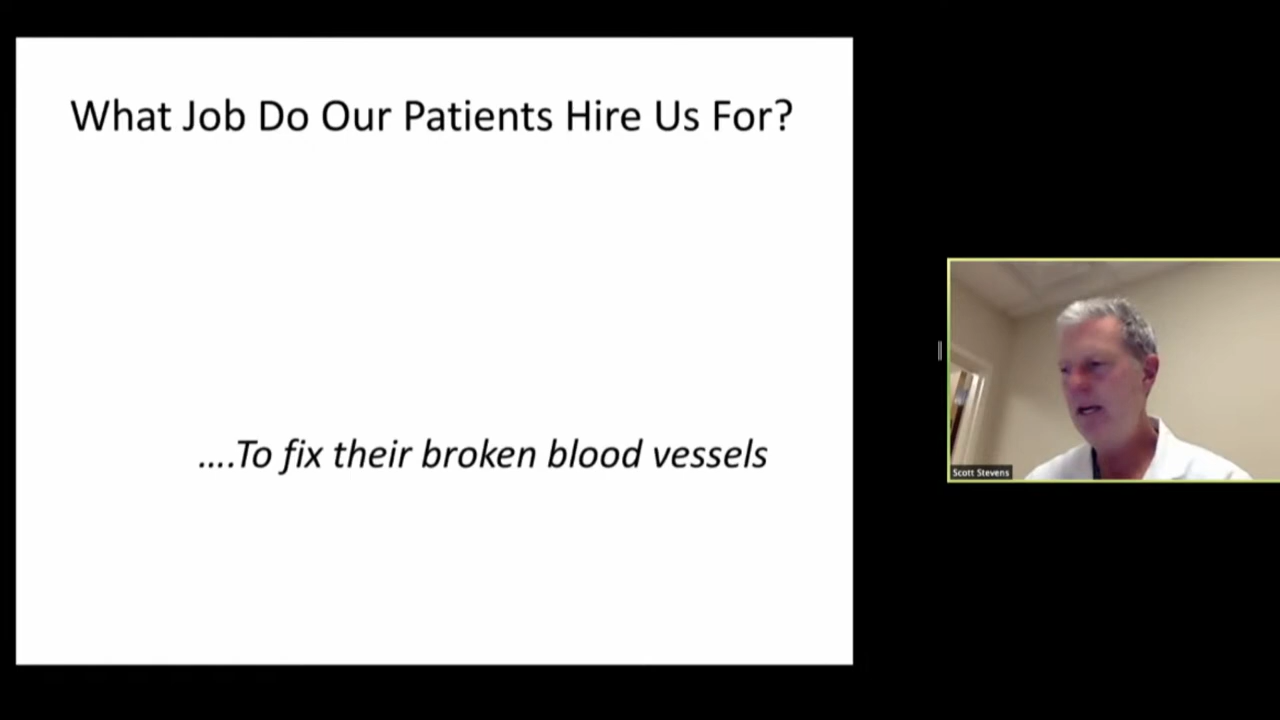 What Job Do Our Patients Hire Us For?
....To fix their broken blood vessels
Scott Stevens